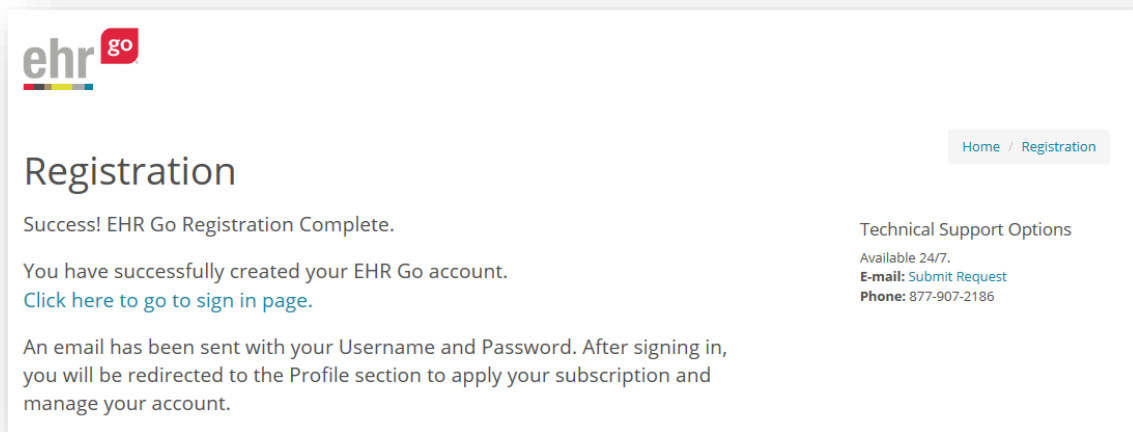 ehr go
Home / Registration
Registration
Success! EHR Go Registration Complete.
You have successfully created your EHR Go account.
Click here to go to sign in page.
An email has been sent with your Username and Password. After signing in,
you will be redirected to the Profile section to apply your subscription and
manage your account.
Technical Support Options
Available 24/7.
E-mail: Submit Request
Phone: 877-907-2186